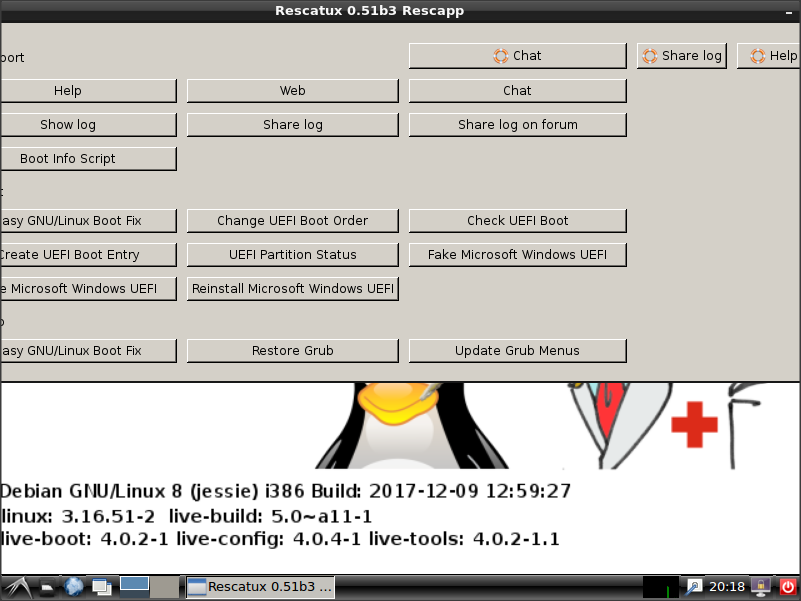 Rescatux 0.51b3 Rescapp
port Chat Share log Help
Help Web Chat
Show log Share log Share log on forum
Boot Info Script
t
asy GNU/Linux Boot Fix Change UEFI Boot Order Check UEFI Boot
Create UEFI Boot Entry UEFI Partition Status Fake Microsoft Windows UEFI
e Microsoft Windows UEFI Reinstall Microsoft Windows UEFI
b
asy GNU/Linux Boot Fix Restore Grub Update Grub Menus
Debian GNU/Linux 8 (jessie) i386 Build: 2017-12-09 12:59:27
linux: 3.16.51-2 live-build: 5.0~a11-1
live-boot: 4.0.2-1 live-config: 4.0.4-1 live-tools: 4.0.2-1.1
Rescatux 0.51b3 ... 20:18